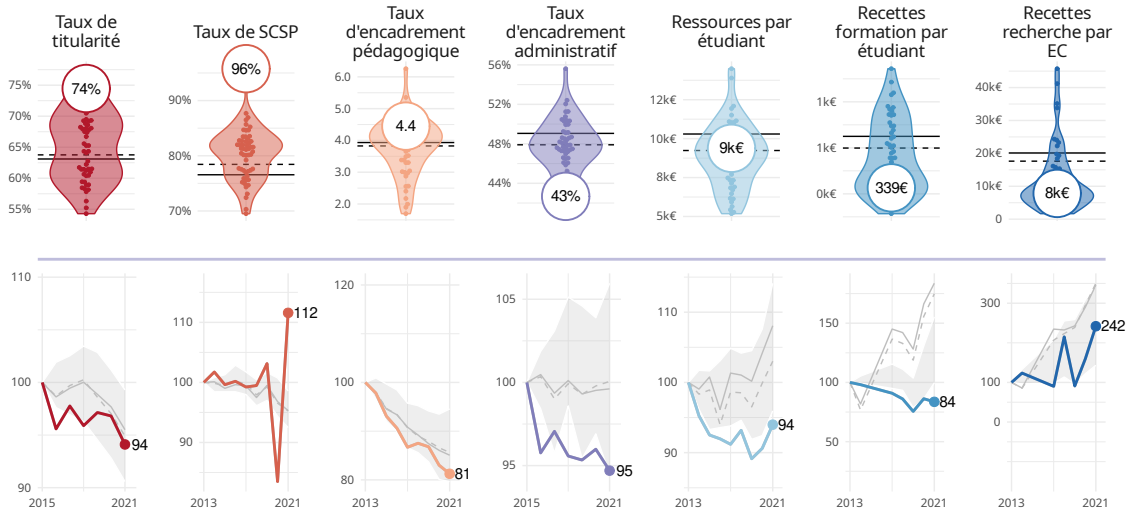 Taux de
titularité
Taux de SCSP
Taux
d'encadrement
pédagogique
Taux
d'encadrement
administratif
Ressources par
étudiant
Recettes
formation par
étudiant
Recettes
recherche par
EC
75%
70%
65%
60%
55%
74%
90%
80%
70%
96%
6.0
5.0
4.0
3.0
2.0
4.4
56%
52%
48%
44%
43%
12k€
10k€
8k€
5k€
9k€
1k€
1k€
0k€
339€
40k€
30k€
20k€
10k€
0
8k€
110
100
90
94
2015
2021
110
100
90
112
2013
2021
120
100
80
81
2013
2021
105
100
95
95
2015
2021
110
100
90
94
2013
2021
150
100
50
84
2013
2021
300
100
0
242
2013
2021